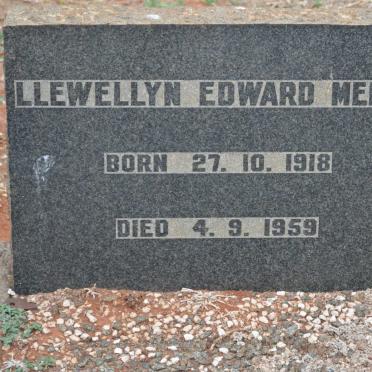 LLEWELLYN EDWARD
BORN 27. 10. 1918
DIED 4. 9. 1959